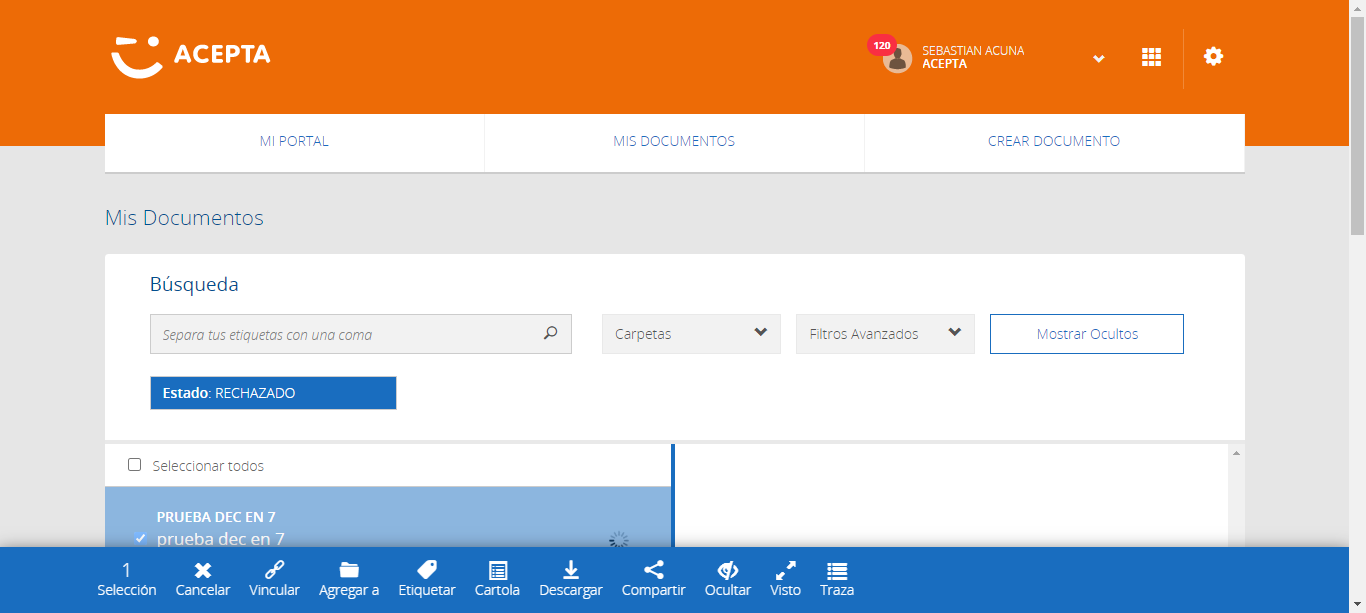 ACEPTA
120
SEBASTIAN ACUNA
ACEPTA
MI PORTAL
MIS DOCUMENTOS
CREAR DOCUMENTO
Mis Documentos
Búsqueda
Separa tus etiquetas con una coma
Carpetas
Filtros Avanzados
Mostrar Ocultos
Estado: RECHAZADO
Seleccionar todos
PRUEBA DEC EN 7
prueba dec en 7
1
Selección
Cancelar
Vincular
Agregar a
Etiquetar
Cartola
Descargar
Compartir
Ocultar
Visto
Traza